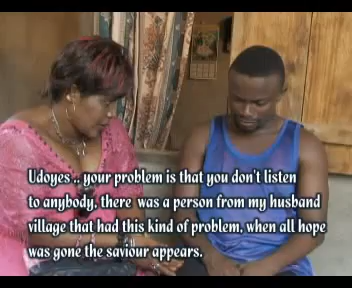 Udoyes .. your problem is that you don't listen
to anybody, there was a person from my husband
village that had this kind of problem, when all hope
was gone the saviour appears.